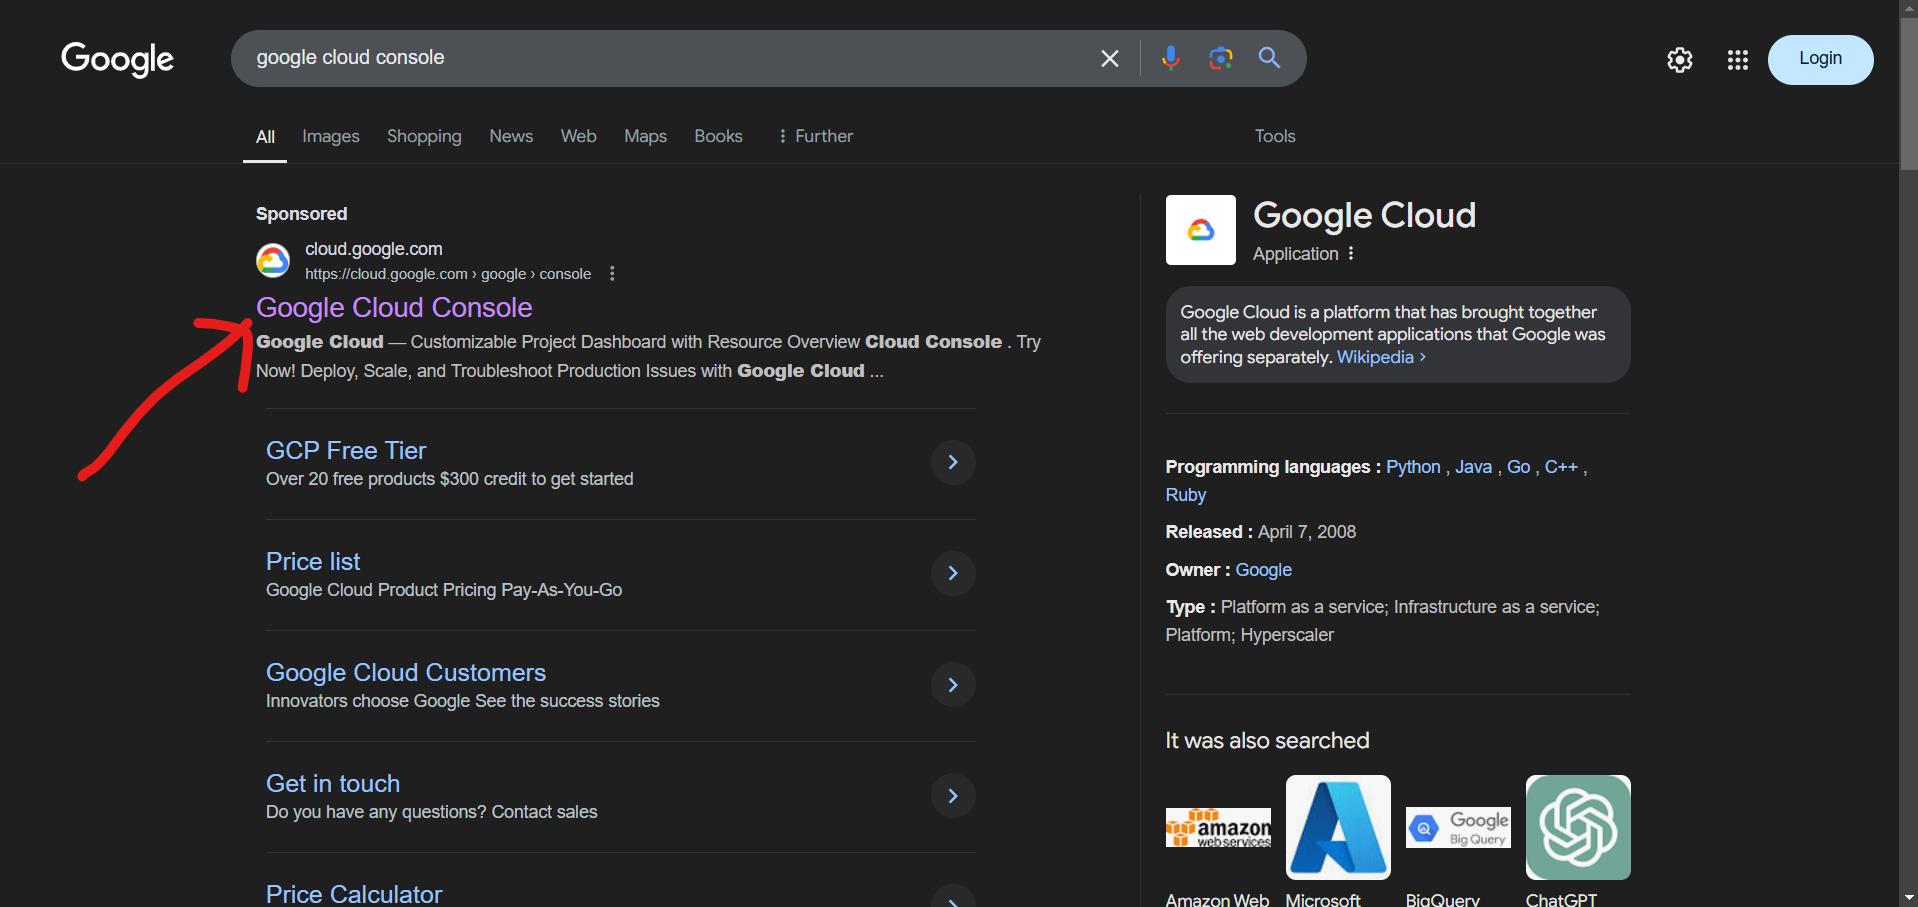 Google
google cloud console
Login
All Images Shopping News Web Maps Books Further Tools
Sponsored
cloud.google.com
https://cloud.google.com › google › console
Google Cloud Console
Google Cloud — Customizable Project Dashboard with Resource Overview Cloud Console . Try
Now! Deploy, Scale, and Troubleshoot Production Issues with Google Cloud ...
GCP Free Tier
Over 20 free products $300 credit to get started
Price list
Google Cloud Product Pricing Pay-As-You-Go
Google Cloud Customers
Innovators choose Google See the success stories
Get in touch
Do you have any questions? Contact sales
Price Calculator
Google Cloud
Application
Google Cloud is a platform that has brought together
all the web development applications that Google was
offering separately. Wikipedia ›
Programming languages : Python , Java , Go , C++ ,
Ruby
Released : April 7, 2008
Owner : Google
Type : Platform as a service; Infrastructure as a service;
Platform; Hyperscaler
It was also searched
amazon
webservices
Google
Big Query
Amazon Web Microsoft BigQuery ChatGPT